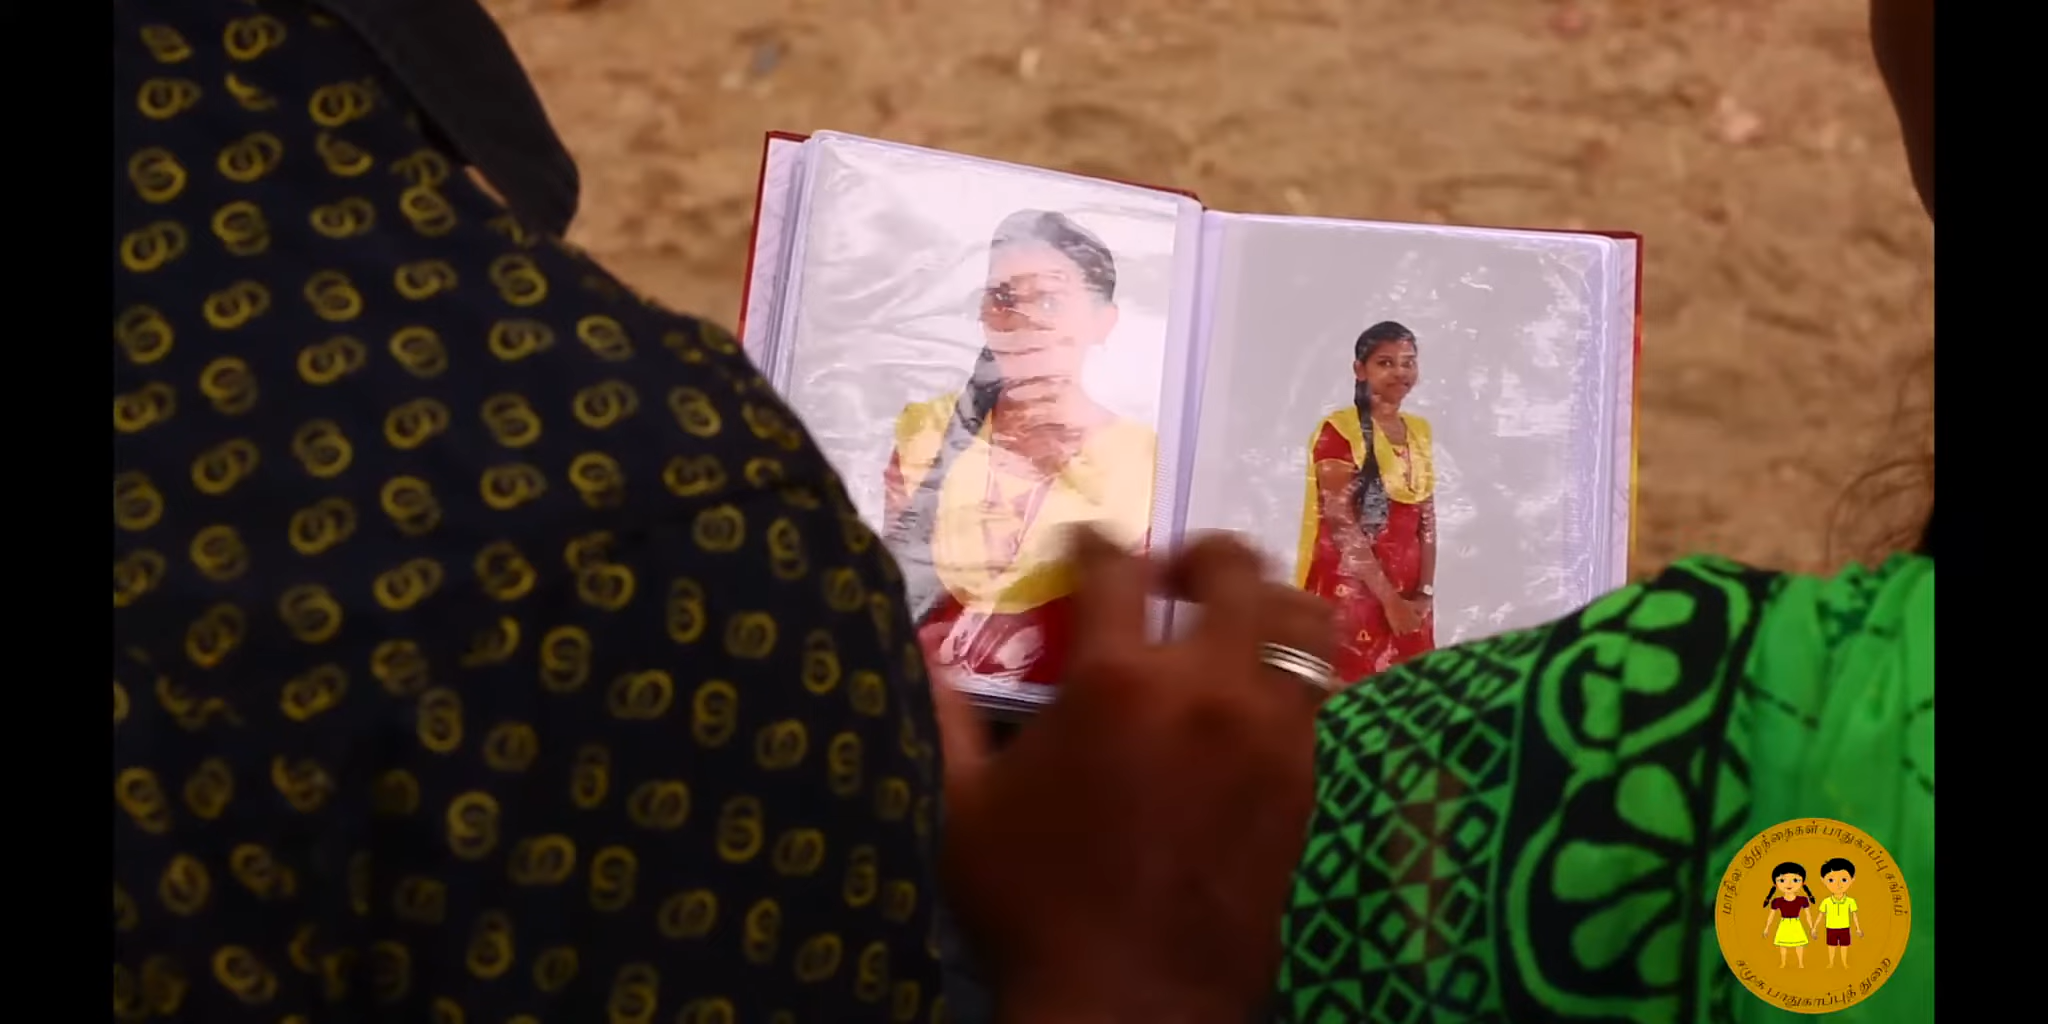 மாநில குழந்தைகள் பாதுகாப்பு சங்கம்
சமூக பாதுகாப்புத் துறை